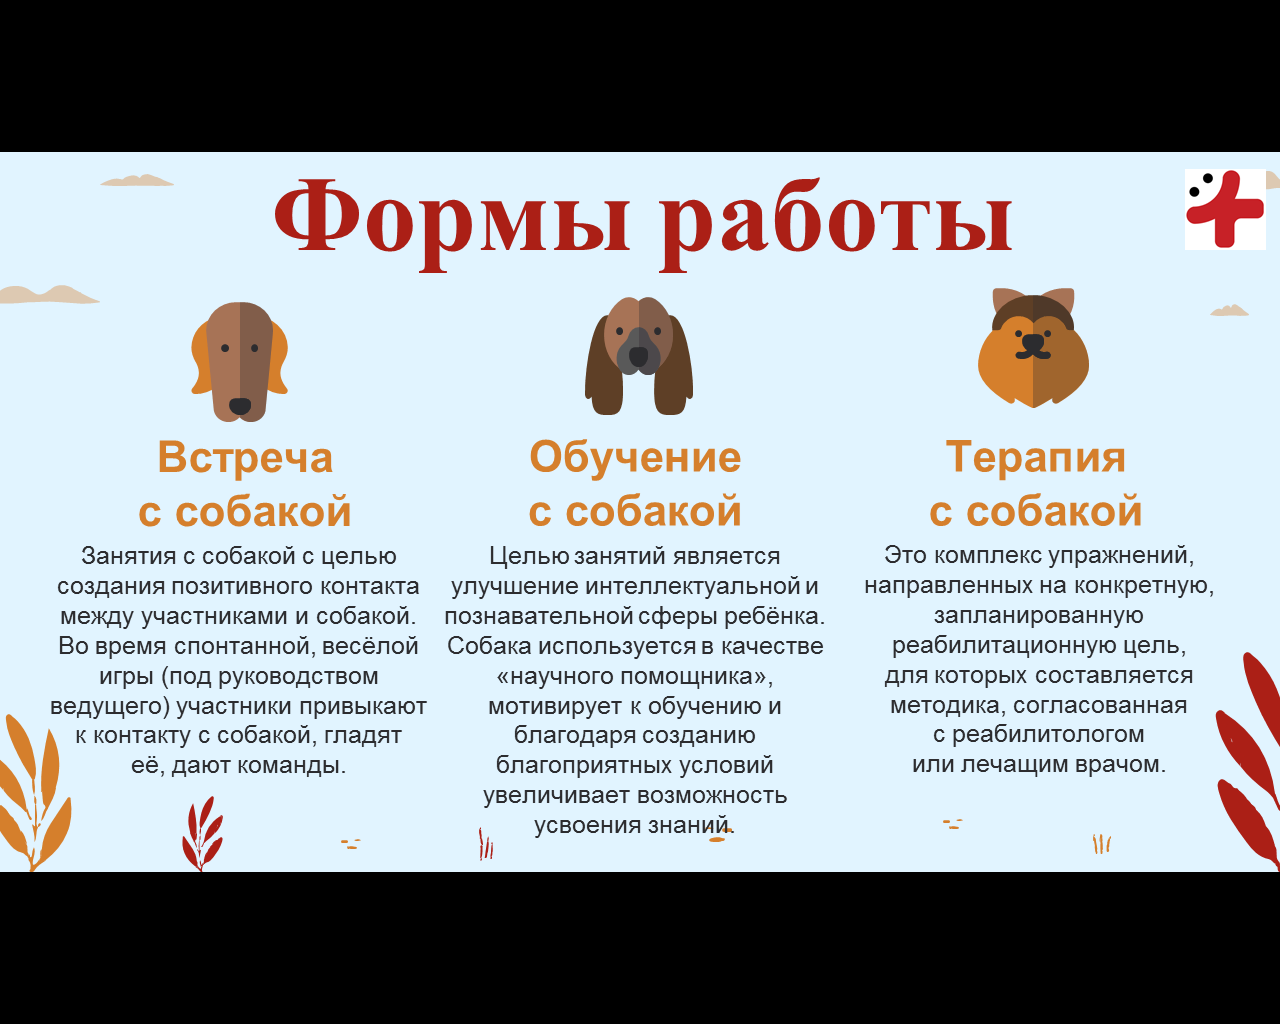 Формы работы
Встреча
с собакой
Занятия с собакой с целью
создания позитивного контакта
между участниками и собакой.
Во время спонтанной, весёлой
игры (под руководством
ведущего) участники привыкают
к контакту с собакой, гладят
её, дают команды.
Обучение
с собакой
Целью занятий является
улучшение интеллектуальной и
познавательной сферы ребёнка.
Собака используется в качестве
«научного помощника»,
мотивирует к обучению и
благодаря созданию
благоприятных условий
увеличивает возможность
усвоения знаний.
Терапия
с собакой
Это комплекс упражнений,
направленных на конкретную,
запланированную
реабилитационную цель,
для которых составляется
методика, согласованная
с реабилитологом
или лечащим врачом.